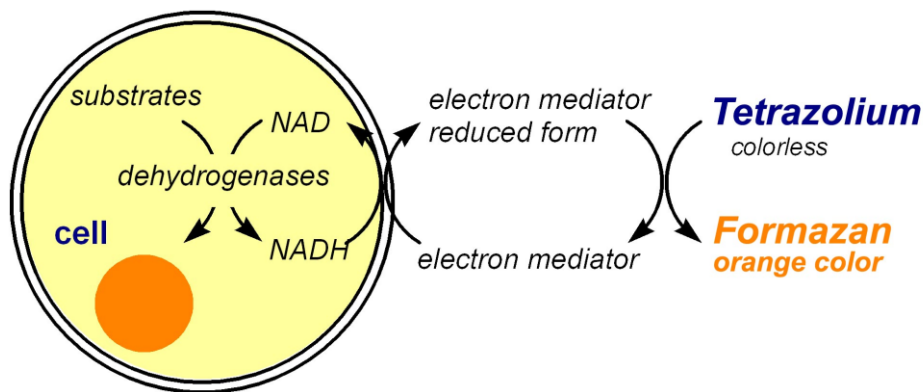 substrates
NAD
dehydrogenases
cell
NADH
electron mediator
reduced form
electron mediator
Tetrazolium
colorless
Formazan
orange color